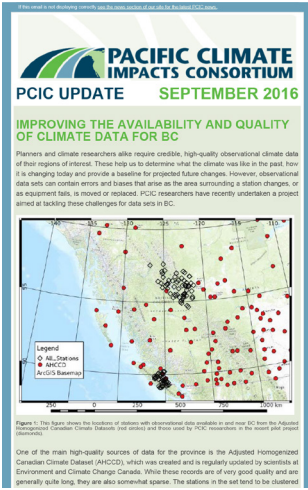 If this email is not displaying correctly see the news section of our site for the latest PCIC news.
PACIFIC CLIMATE
IMPACTS CONSORTIUM
PCIC UPDATE SEPTEMBER 2016
IMPROVING THE AVAILABILITY AND QUALITY
OF CLIMATE DATA FOR BC
Planners and climate researchers alike require credible, high-quality observational climate data
of their regions of interest. These help us to determine what the climate was like in the past, how
it is changing today and provide a baseline for projected future changes. However, observational
data sets can contain errors and biases that arise as the area surrounding a station changes, or
as equipment fails, is moved or replaced. PCIC researchers have recently undertaken a project
aimed at tackling these challenges for data sets in BC.
-140 -135 -130 -125 -120 -115 -110
Legend
All_Stations
AHCCD
ArcGIS Basemap
250 0 250 500 750 1000 km
Figure 1: This figure shows the locations of stations with observational data available in and near BC from the Adjusted
Homogenized Canadian Climate Datasets (red circles) and those used by PCIC researchers in the recent pilot project
(diamonds).
One of the main high-quality sources of data for the province is the Adjusted Homogenized
Canadian Climate Dataset (AHCCD), which was created and is regularly updated by scientists at
Environment and Climate Change Canada. While these records are of very good quality and are
generally quite long, they are also somewhat sparse. The stations in the set tend to be clustered